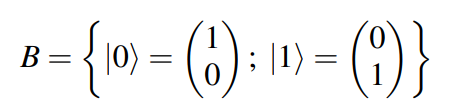 B = { |0⟩ = (1 0) ; |1⟩ = (0 1) }